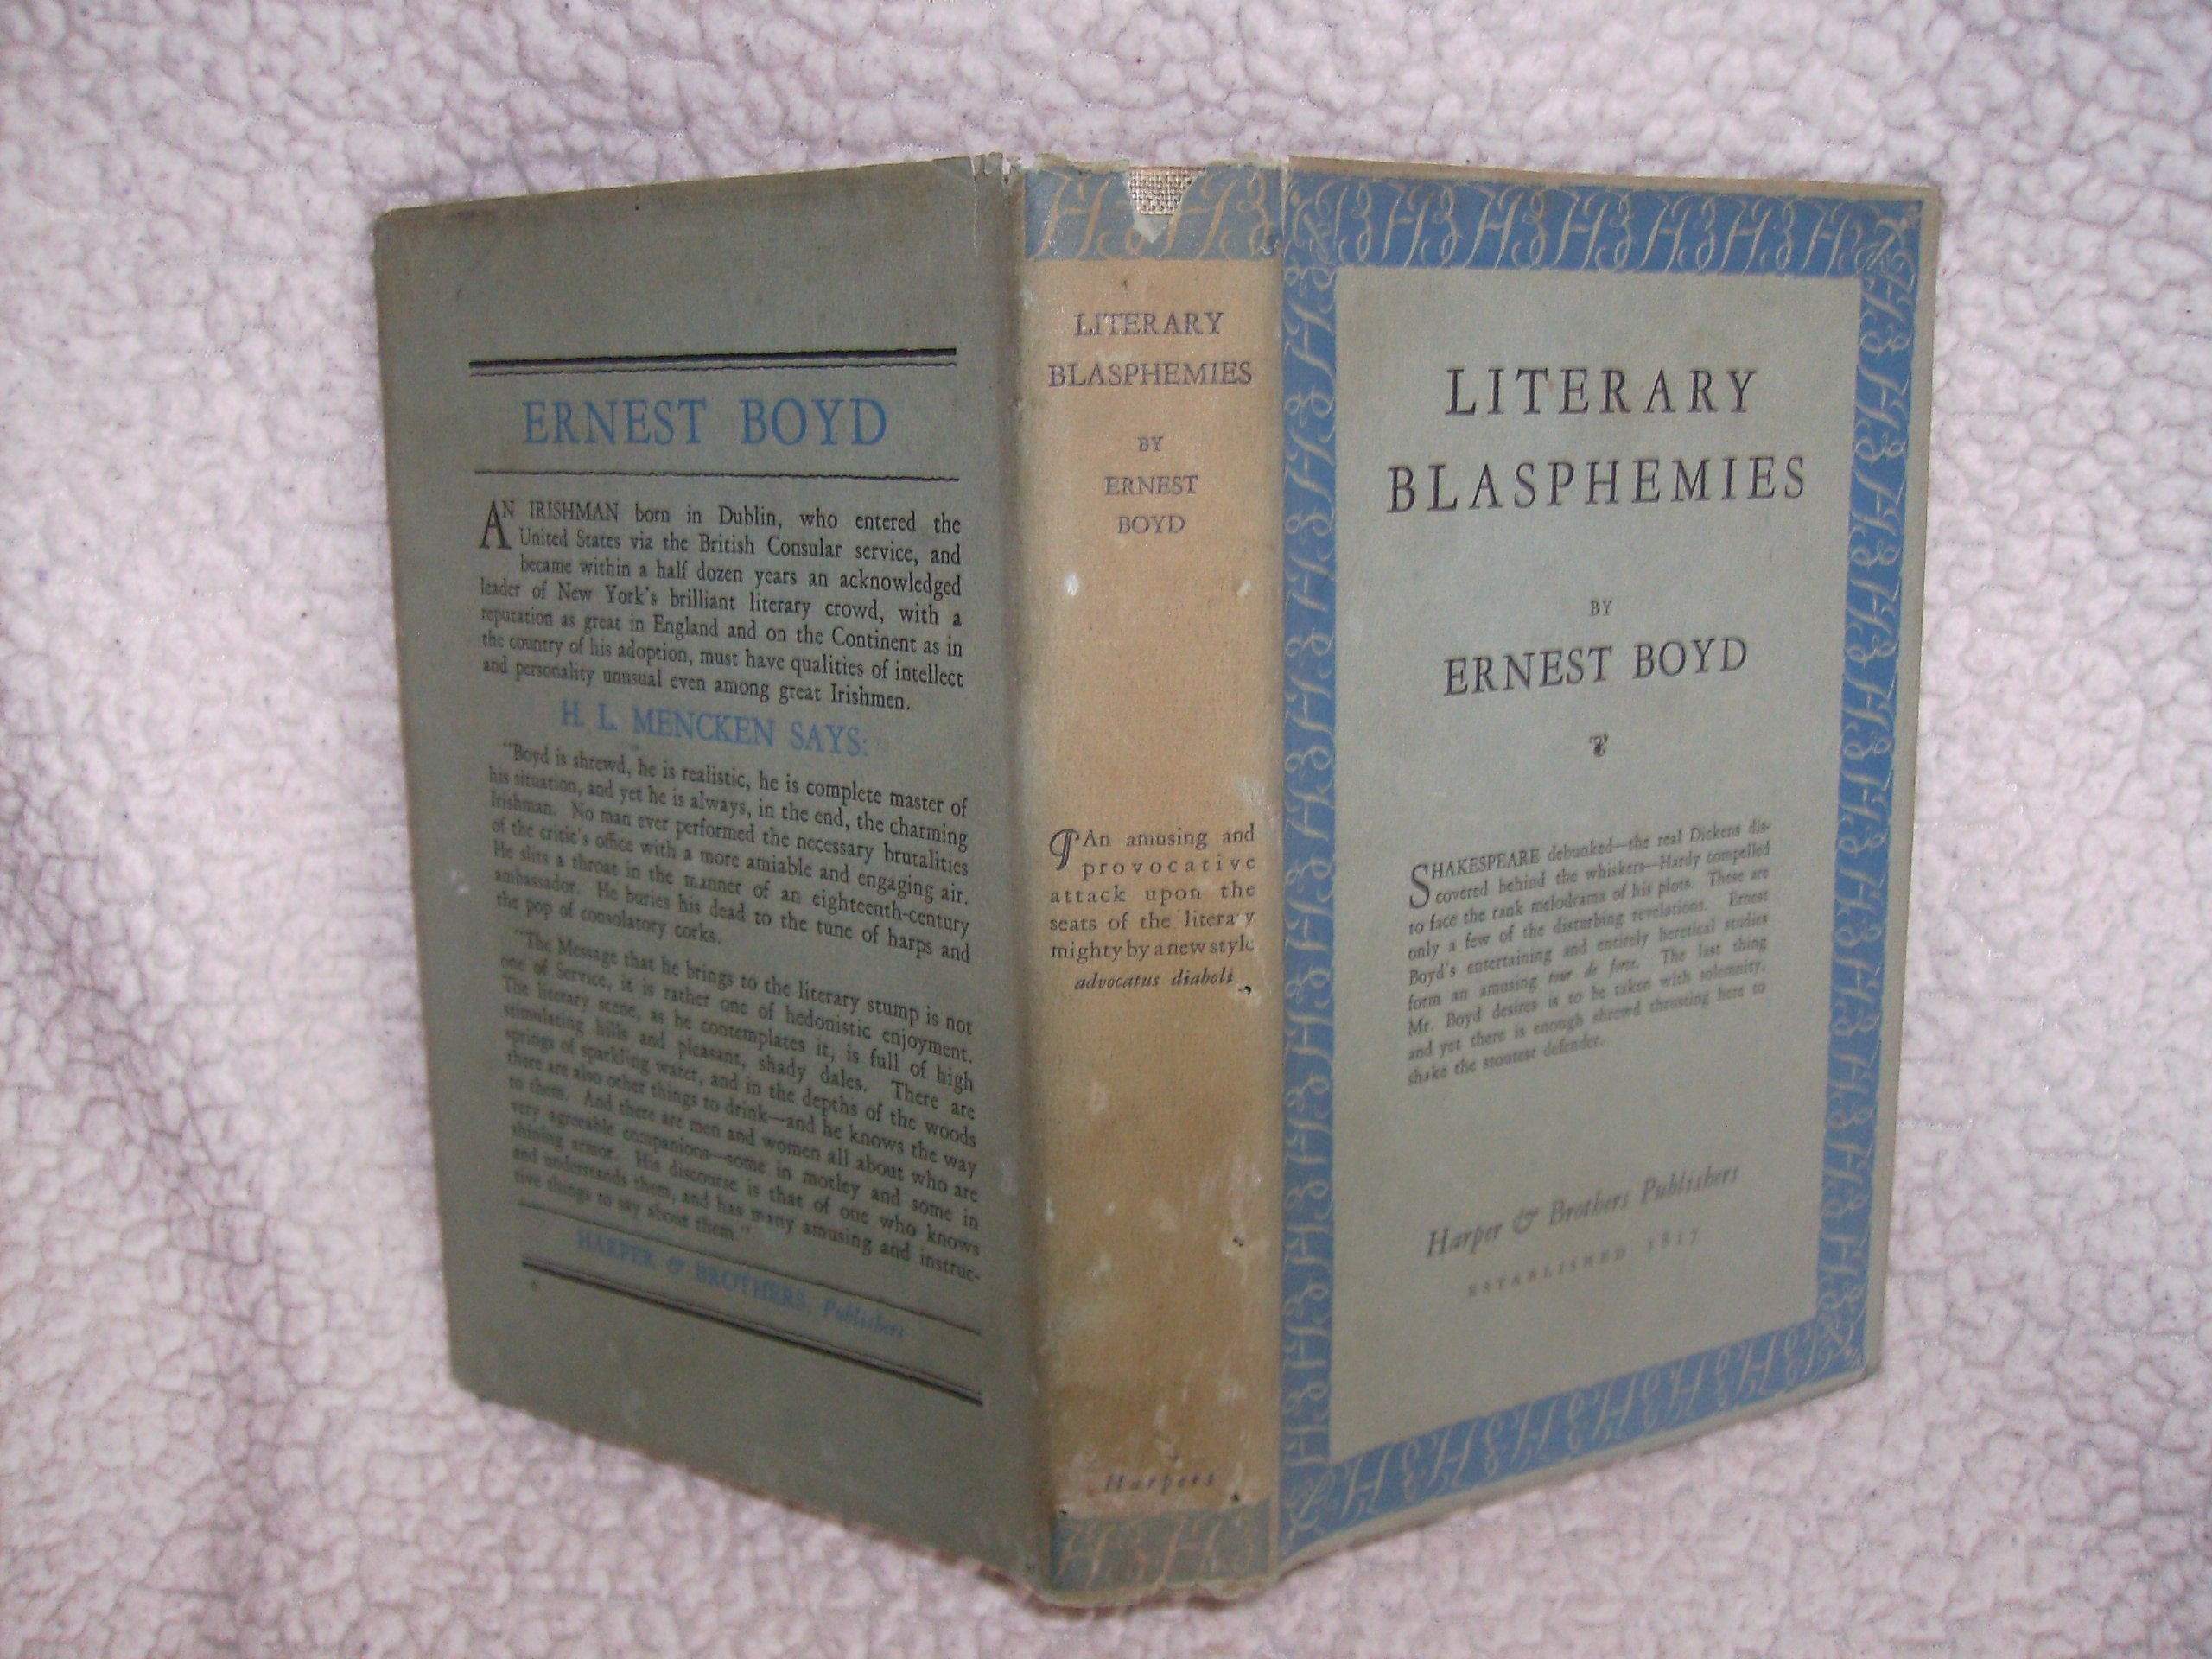 ERNEST BOYD
AN IRISHMAN born in Dublin, who entered the
United States via the British Consular service, and
became within a half dozen years an acknowledged
leader of New York's brilliant literary crowd, with a
reputation as great in England and on the Continent as in
the country of his adoption, must have qualities of intellect
and personality unusual even among great Irishmen.
H. L. MENCKEN SAYS:
"Boyd is shrewd, he is realistic, he is complete master of
his situation, and yet he is always, in the end, the charming
Irishman. No man ever performed the necessary brutalities
of the critic's office with a more amiable and engaging air.
He slits a throat in the manner of an eighteenth-century
ambassador. He buries his dead to the tune of harps and
the pop of consolatory corks.
"The Message that he brings to the literary stump is not
one of Service, it is rather one of hedonistic enjoyment.
The literary scene, as he contemplates it, is full of high
stimulating hills and pleasant, shady dales. There are
springs of sparkling water, and in the depths of the woods
there are also other things to drink—and he knows the way
to them. And there are men and women all about who are
very agreeable companions—some in motley and some in
shining armor. His discourse is that of one who knows
and understands them, and has many amusing and instruc-
tive things to say about them."
HARPER & BROTHERS, Publishers
LITERARY
BLASPHEMIES
BY
ERNEST
BOYD
An amusing and
provocative
attack upon the
seats of the literary
mighty by a new style
advocatus diaboli
Harpers
LITERARY
BLASPHEMIES
BY
ERNEST BOYD
SHAKESPEARE debunked—the real Dickens dis-
covered behind the whiskers—Hardy compelled
to face the rank melodrama of his plots. These are
only a few of the disturbing revelations. Ernest
Boyd's entertaining and entirely heretical studies
form an amusing tour de force. The last thing
Mr. Boyd desires is to be taken with solemnity,
and yet there is enough shrewd thrusting here to
shake the stoutest defender.
Harper & Brothers Publishers
ESTABLISHED 1817